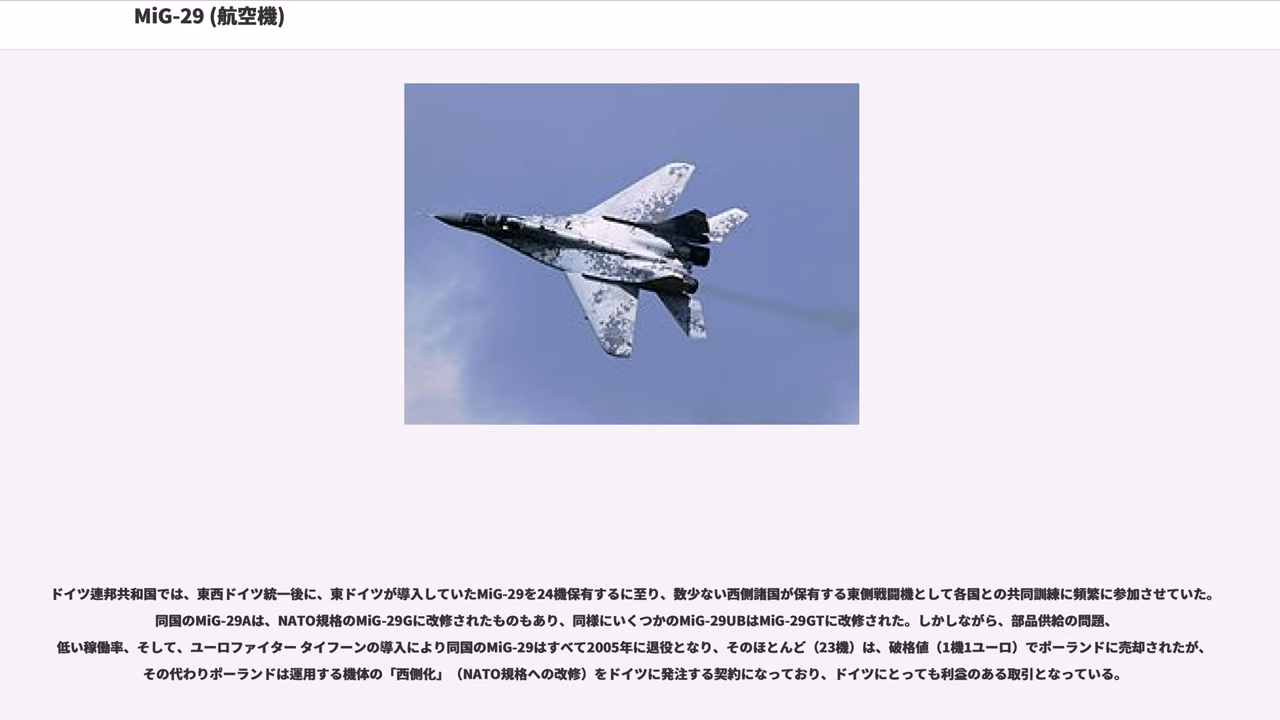 MiG-29 (航空機)
ドイツ連邦共和国では、東西ドイツ統一後に、東ドイツが導入していたMiG-29を24機保有するに至り、数少ない西側諸国が保有する東側戦闘機として各国との共同訓練に頻繁に参加させていた。
同国のMiG-29Aは、NATO規格のMiG-29Gに改修されたものもあり、同様にいくつかのMiG-29UBはMiG-29GTに改修された。しかしながら、部品供給の問題、
低い稼働率、そして、ユーロファイター タイフーンの導入により同国のMiG-29はすべて2005年に退役となり、そのほとんど（23機）は、破格値（1機1ユーロ）でポーランドに売却されたが、
その代わりポーランドは運用する機体の「西側化」（NATO規格への改修）をドイツに発注する契約になっており、ドイツにとっても利益のある取引となっている。